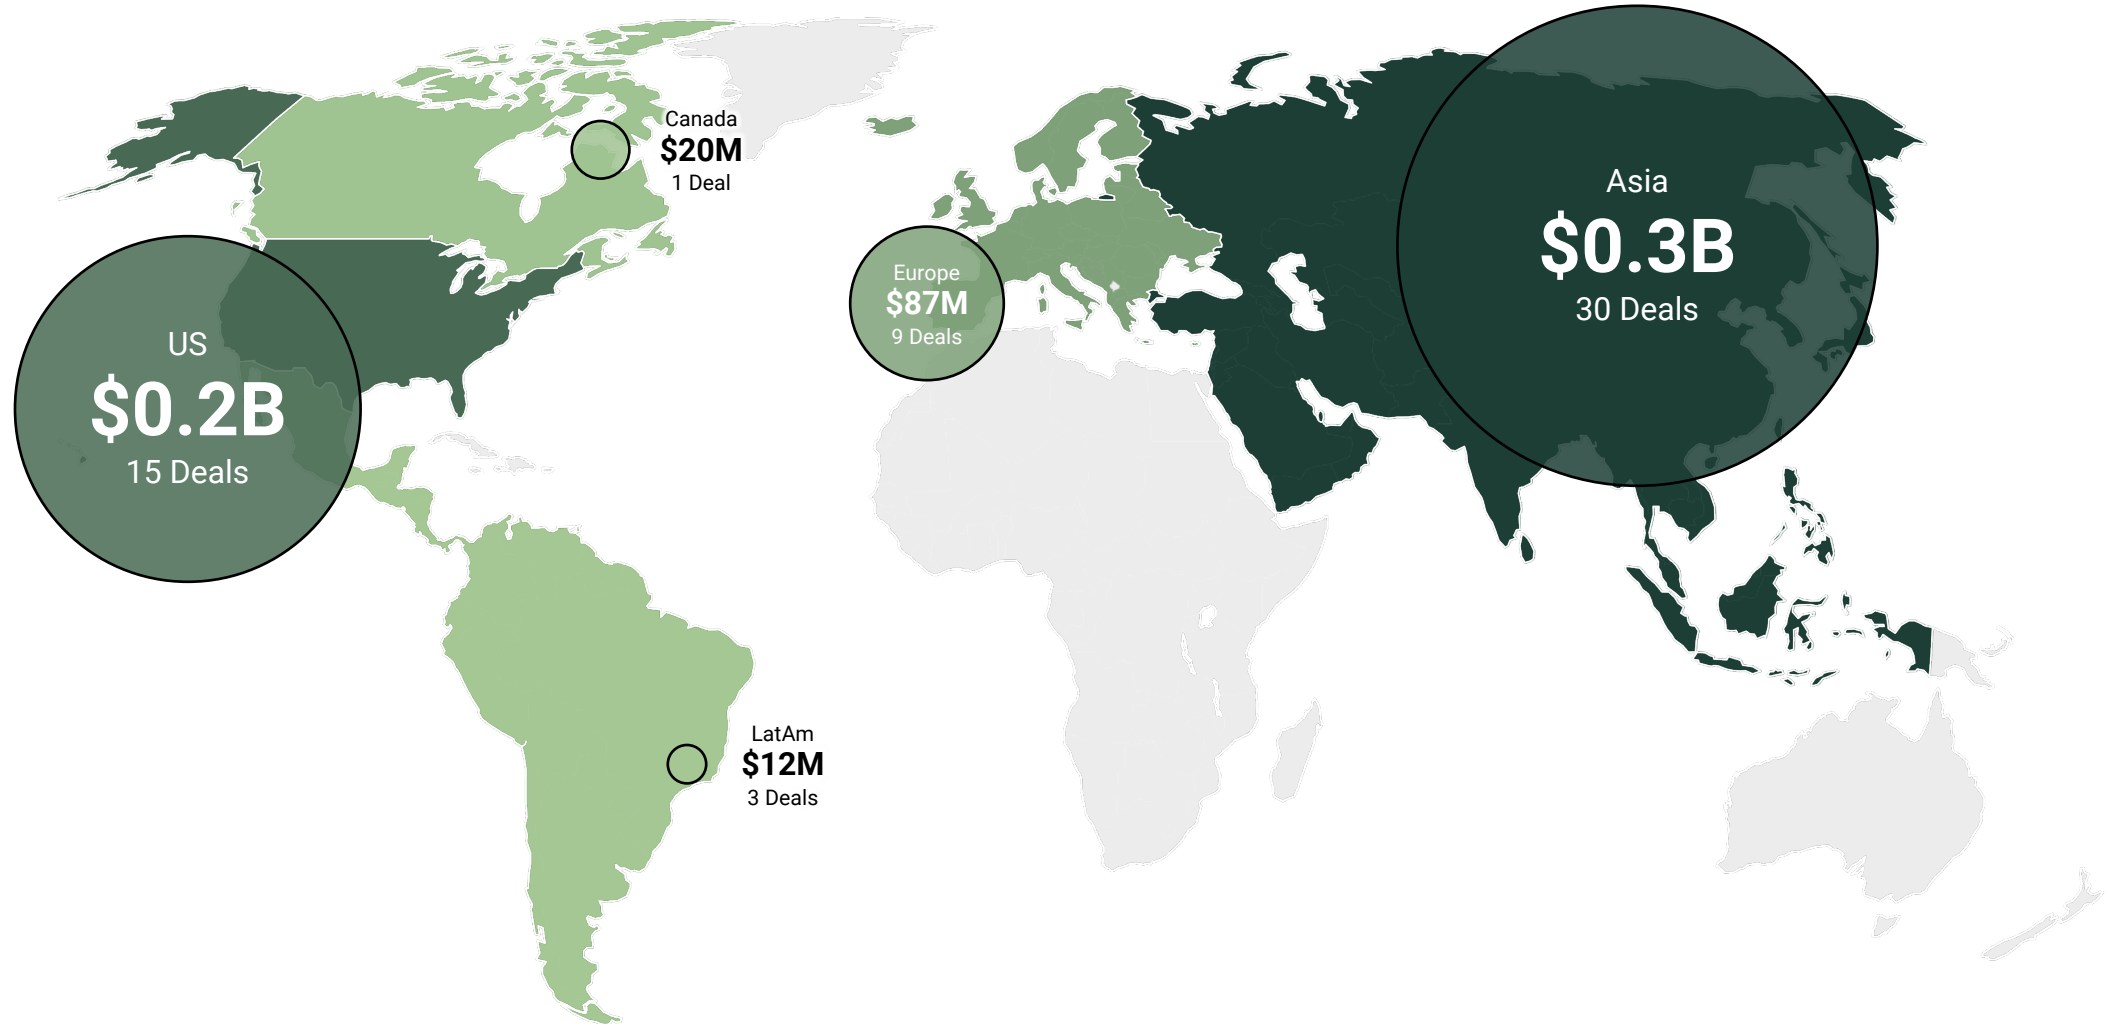 Canada
$20M
1 Deal
US
$0.2B
15 Deals
Europe
$87M
9 Deals
Asia
$0.3B
30 Deals
LatAm
$12M
3 Deals